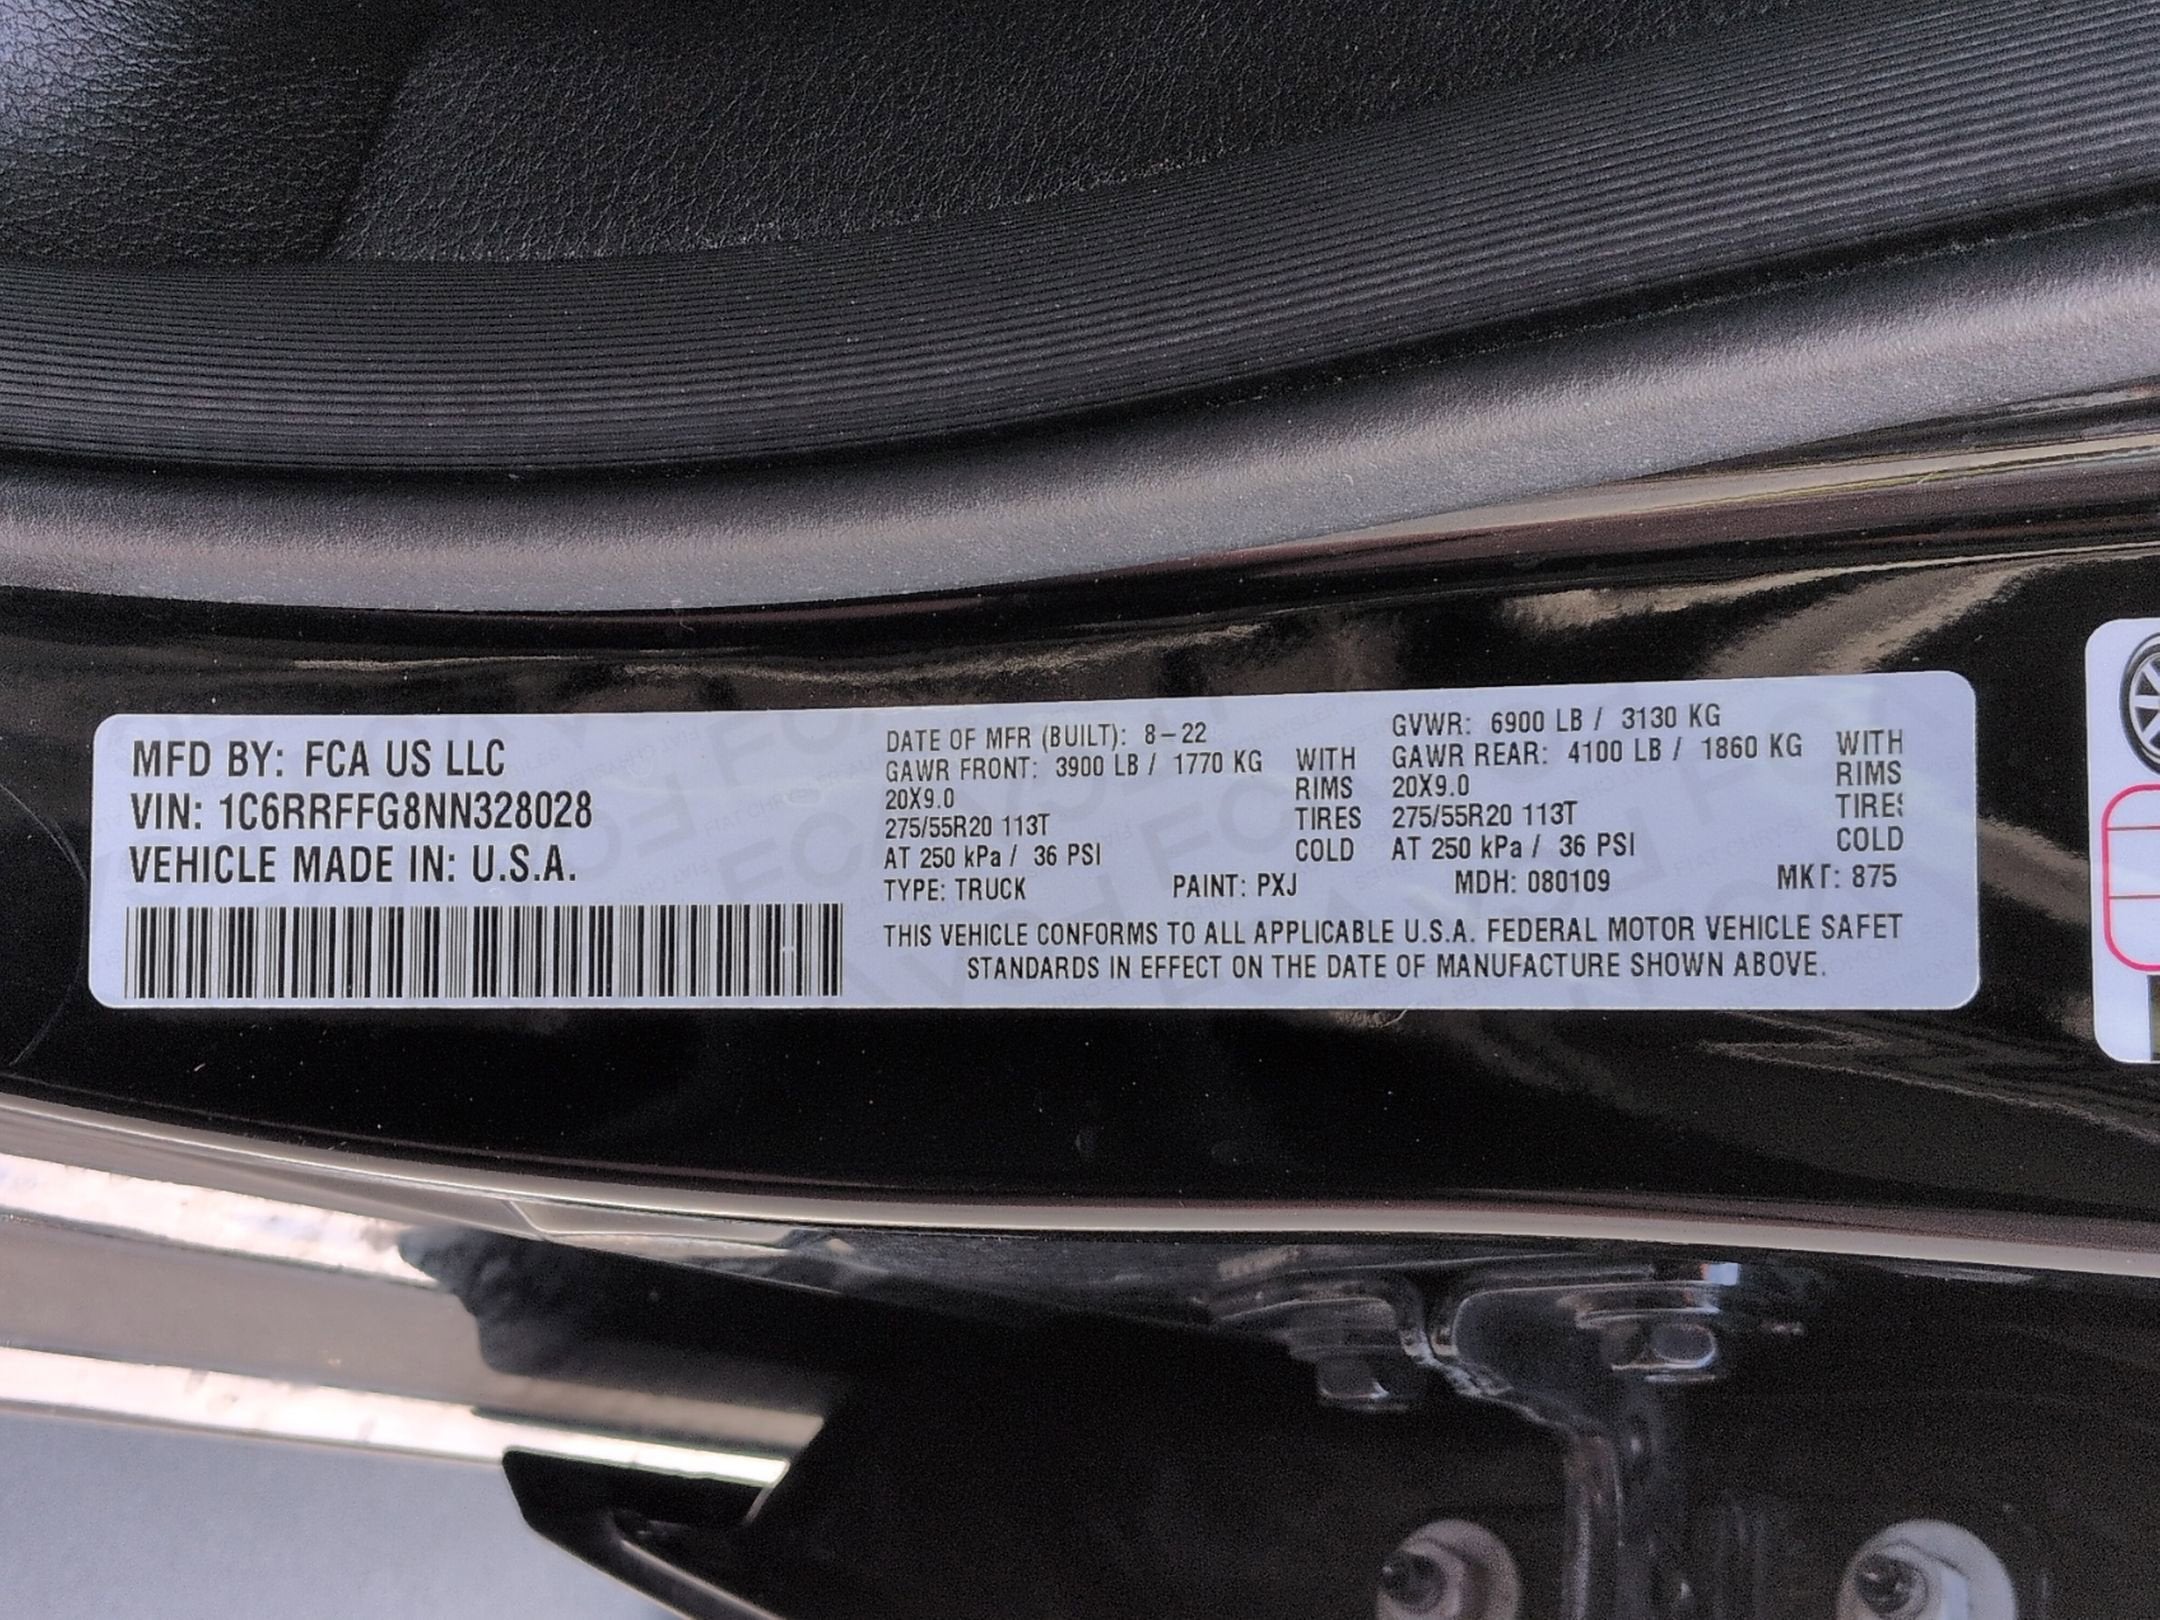 MFD BY: FCA US LLC
VIN: 1C6RRFFG8NN328028
VEHICLE MADE IN: U.S.A.
DATE OF MFR (BUILT): 8-22
GAWR FRONT: 3900 LB / 1770 KG WITH
20X9.0 RIMS
275/55R20 113T TIRES
AT 250 kPa / 36 PSI COLD
GVWR: 6900 LB / 3130 KG
GAWR REAR: 4100 LB / 1860 KG WITH
20X9.0 RIMS
275/55R20 113T TIRES
AT 250 kPa / 36 PSI COLD
TYPE: TRUCK PAINT: PXJ MDH: 080109 MKT: 875
THIS VEHICLE CONFORMS TO ALL APPLICABLE U.S.A. FEDERAL MOTOR VEHICLE SAFET
STANDARDS IN EFFECT ON THE DATE OF MANUFACTURE SHOWN ABOVE.